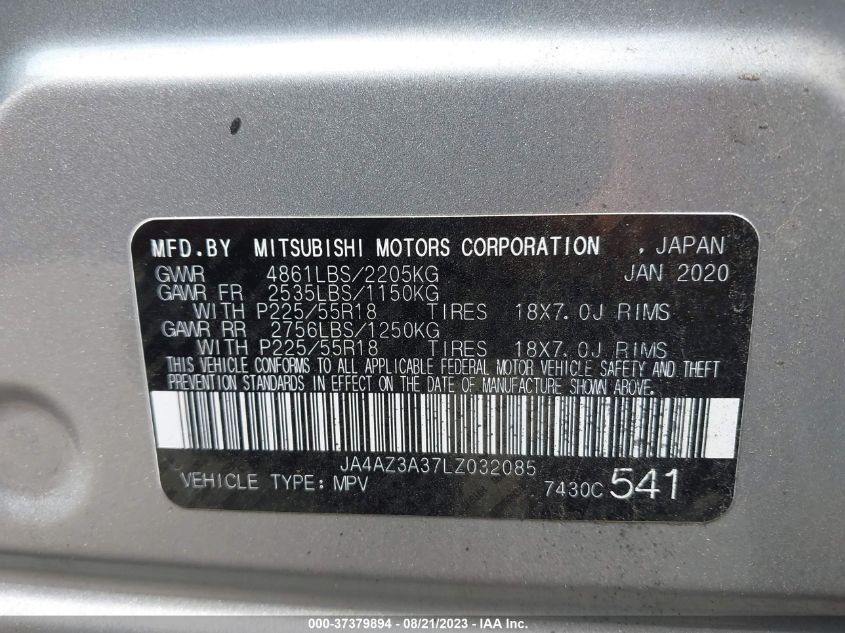 MFD.BY MITSUBISHI MOTORS CORPORATION , JAPAN
GVWR 4861LBS/2205KG JAN 2020
GAWR FR 2535LBS/1150KG
WITH P225/55R18 TIRES 18X7.0J RIMS
GAWR RR 2756LBS/1250KG
WITH P225/55R18 TIRES 18X7.0J RIMS
THIS VEHICLE CONFORMS TO ALL APPLICABLE FEDERAL MOTOR VEHICLE SAFETY AND THEFT
PREVENTION STANDARDS IN EFFECT ON THE DATE OF MANUFACTURE SHOWN ABOVE.
JA4AZ3A37LZ032085
VEHICLE TYPE: MPV 7430C 541
000-37379894 - 08/21/2023 - IAA Inc.